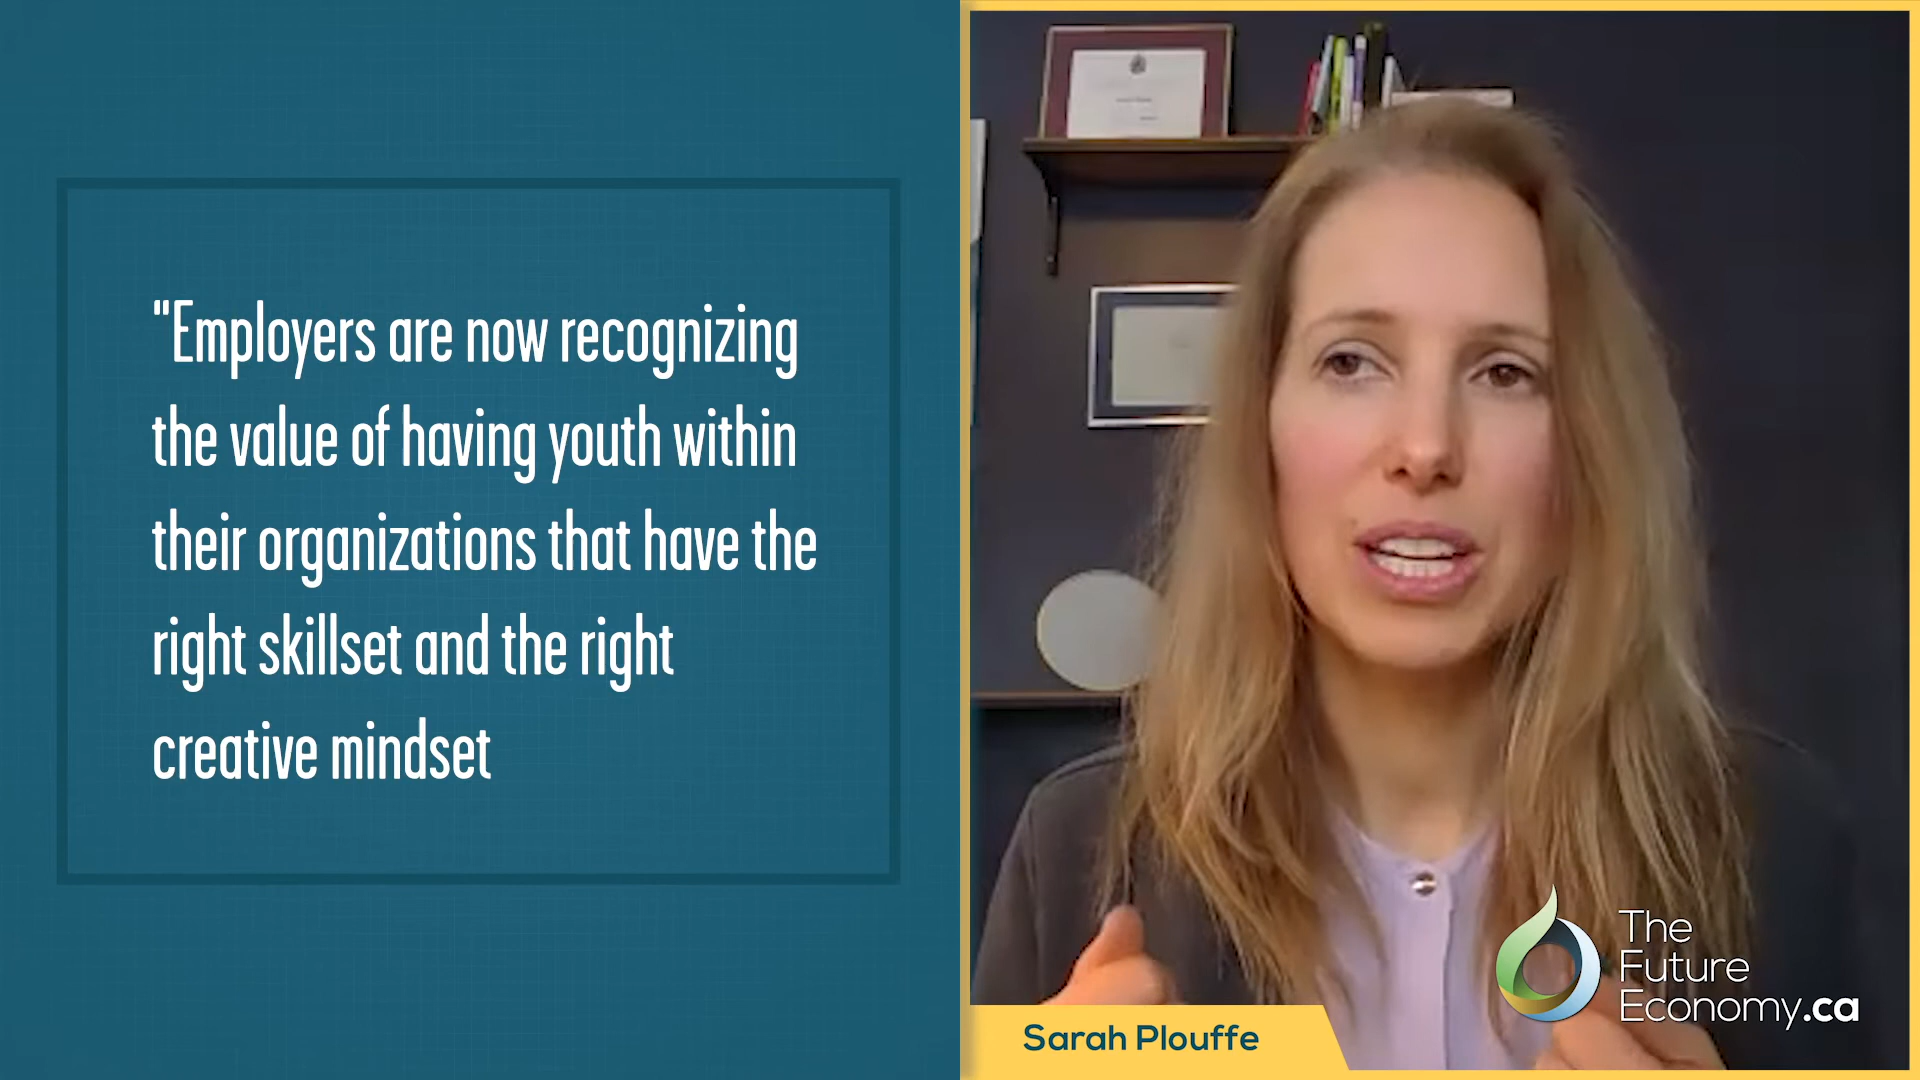 "Employers are now recognizing
the value of having youth within
their organizations that have the
right skillset and the right
creative mindset
Sarah Plouffe
The
Future
Economy.ca